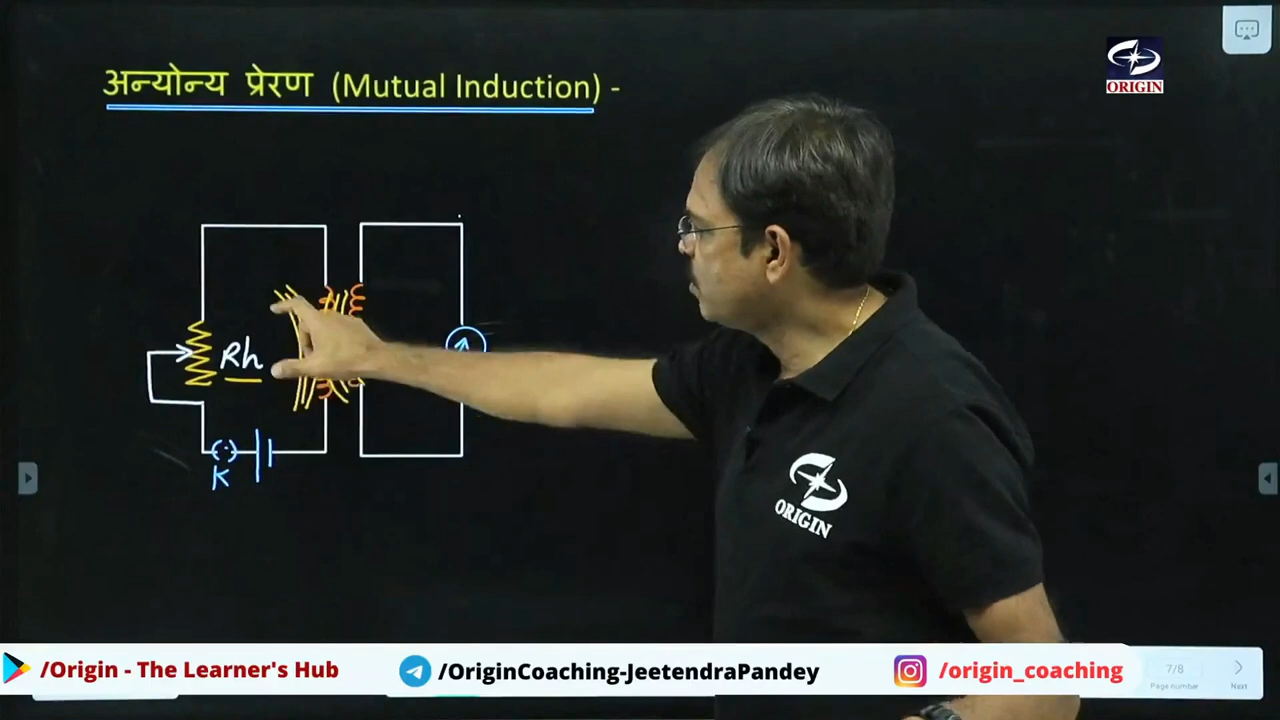 अन्योन्य प्रेरण (Mutual Induction) -
ORIGIN
Rh
K
ORIGIN
/Origin - The Learner's Hub
/OriginCoaching-JeetendraPandey
/origin_coaching
7/8
Page number
Next